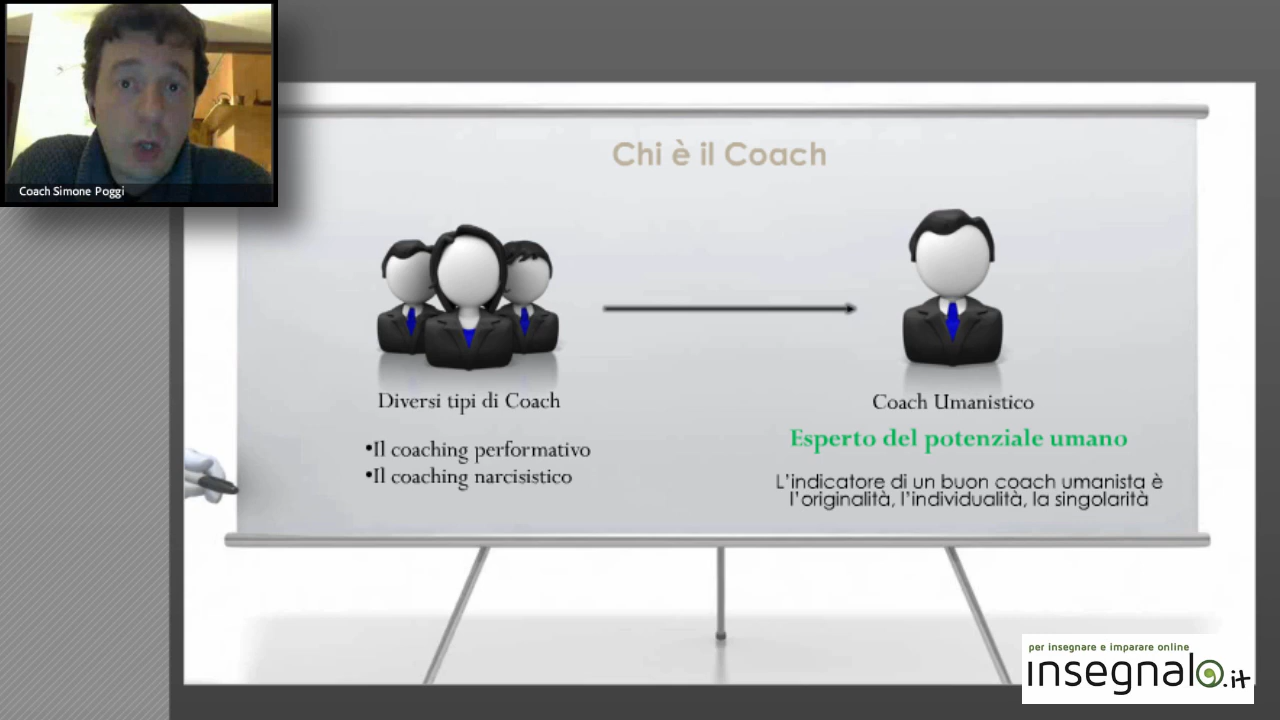 Coach Simone Poggi
Chi è il Coach
Diversi tipi di Coach
•Il coaching performativo
•Il coaching narcisistico
Coach Umanistico
Esperto del potenziale umano
L'indicatore di un buon coach umanista è
l'originalità, l'individualità, la singolarità
per insegnare e imparare online
insegnalo.it